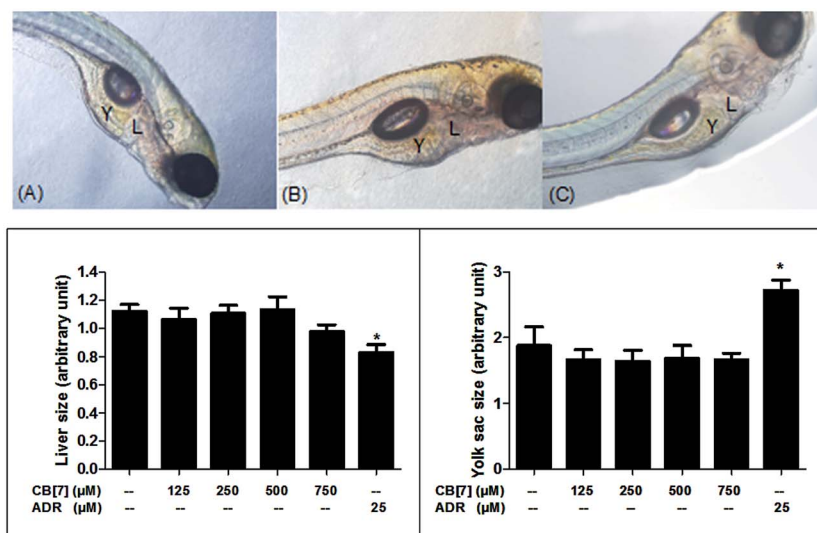 Y
L
(A)
L
Y
(B)
L
Y
(C)
Liver size (arbitrary unit)
1.4
1.2
1.0
0.8
0.6
0.4
0.2
0.0
*
CB[7] (µM) -- 125 250 500 750 --
ADR (µM) -- -- -- -- -- 25
Yolk sac size (arbitrary unit)
3
2
1
0
*
CB[7] (µM) -- 125 250 500 750 --
ADR (µM) -- -- -- -- -- 25